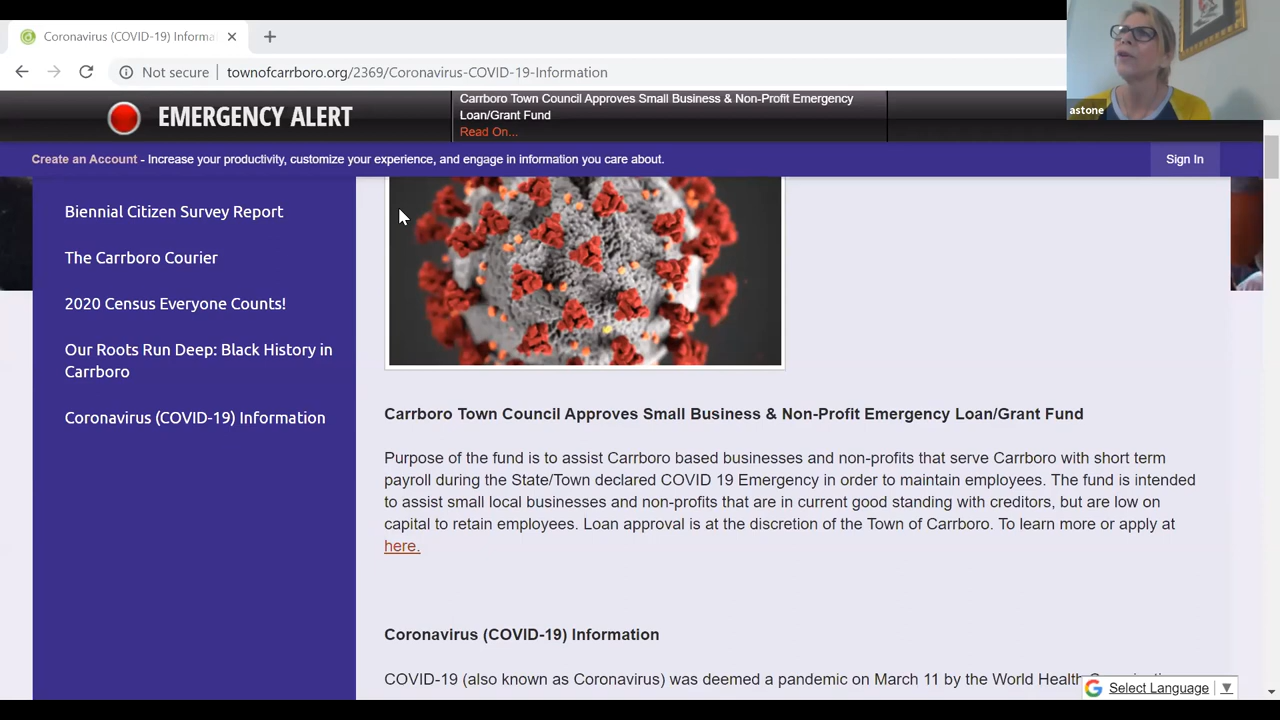 Coronavirus (COVID-19) Informa
Not secure
townofcarrboro.org/2369/Coronavirus-COVID-19-Information
astone
EMERGENCY ALERT
Carrboro Town Council Approves Small Business & Non-Profit Emergency
Loan/Grant Fund
Read On...
Create an Account - Increase your productivity, customize your experience, and engage in information you care about.
Sign In
Biennial Citizen Survey Report
The Carrboro Courier
2020 Census Everyone Counts!
Our Roots Run Deep: Black History in
Carrboro
Coronavirus (COVID-19) Information
Carrboro Town Council Approves Small Business & Non-Profit Emergency Loan/Grant Fund
Purpose of the fund is to assist Carrboro based businesses and non-profits that serve Carrboro with short term
payroll during the State/Town declared COVID 19 Emergency in order to maintain employees. The fund is intended
to assist small local businesses and non-profits that are in current good standing with creditors, but are low on
capital to retain employees. Loan approval is at the discretion of the Town of Carrboro. To learn more or apply at
here.
Coronavirus (COVID-19) Information
COVID-19 (also known as Coronavirus) was deemed a pandemic on March 11 by the World Health
Select Language